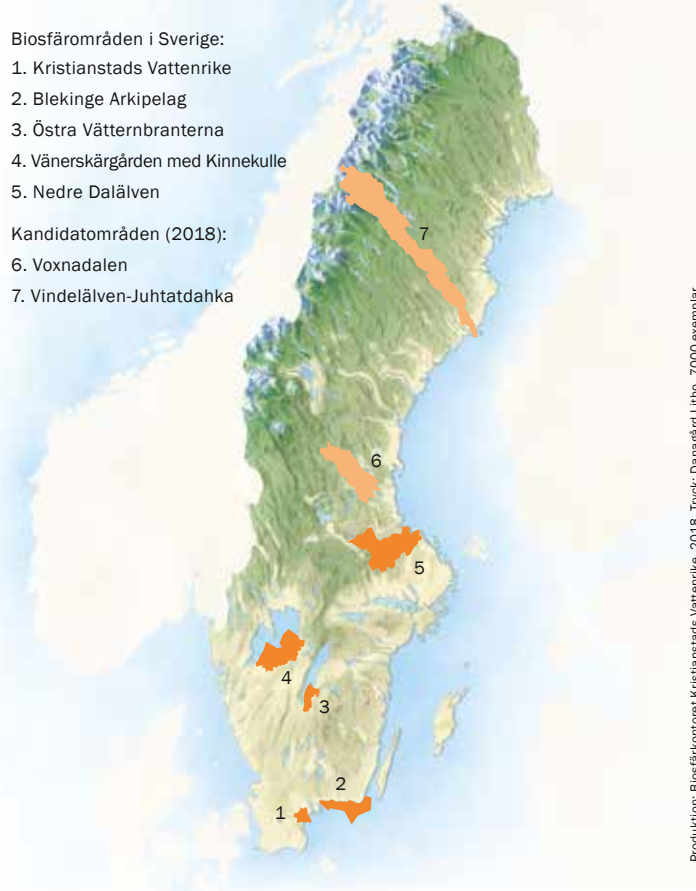 Biosfärområden i Sverige:
1. Kristianstads Vattenrike
2. Blekinge Arkipelag
3. Östra Vätternbranterna
4. Vänerskärgården med Kinnekulle
5. Nedre Dalälven
Kandidatområden (2018):
6. Voxnadalen
7. Vindelälven-Juhtatdahka
7
6
5
4
3
2
1
Produktion: Biosfärkontoret Kristianstads Vattenrike, 2018. Tryck: Danagård Litho, 7000 exemplar